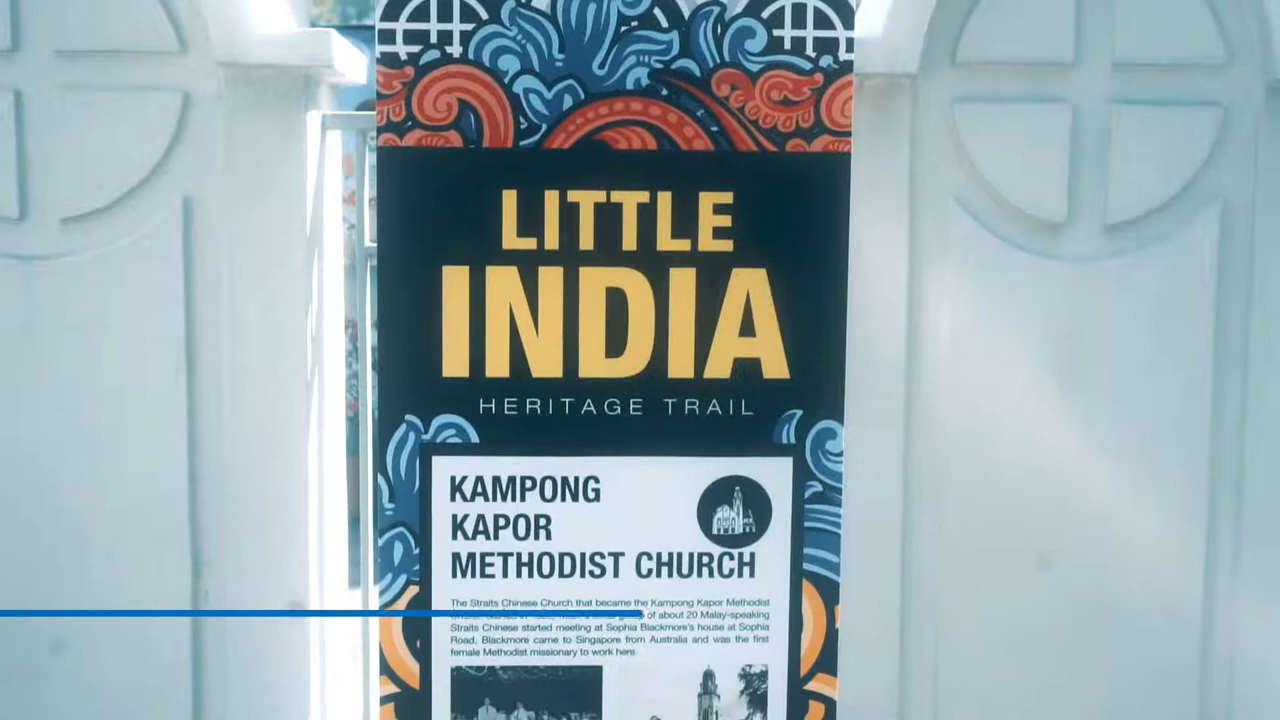 LITTLE
INDIA
HERITAGE TRAIL
KAMPONG
KAPOR
METHODIST CHURCH
The Straits Chinese Church that became the Kampong Kapor Methodist
of about 20 Malay-speaking
Straits Chinese started meeting at Sophia Blackmore's house at Sophia
Road. Blackmore came to Singapore from Australia and was the first
female Methodist missionary to work here